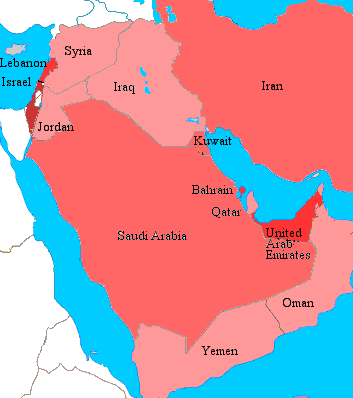 Syria
Lebanon
Israel
Iraq
Iran
Jordan
Kuwait
Bahrain
Qatar
Saudi Arabia
United
Arab
Emirates
Oman
Yemen